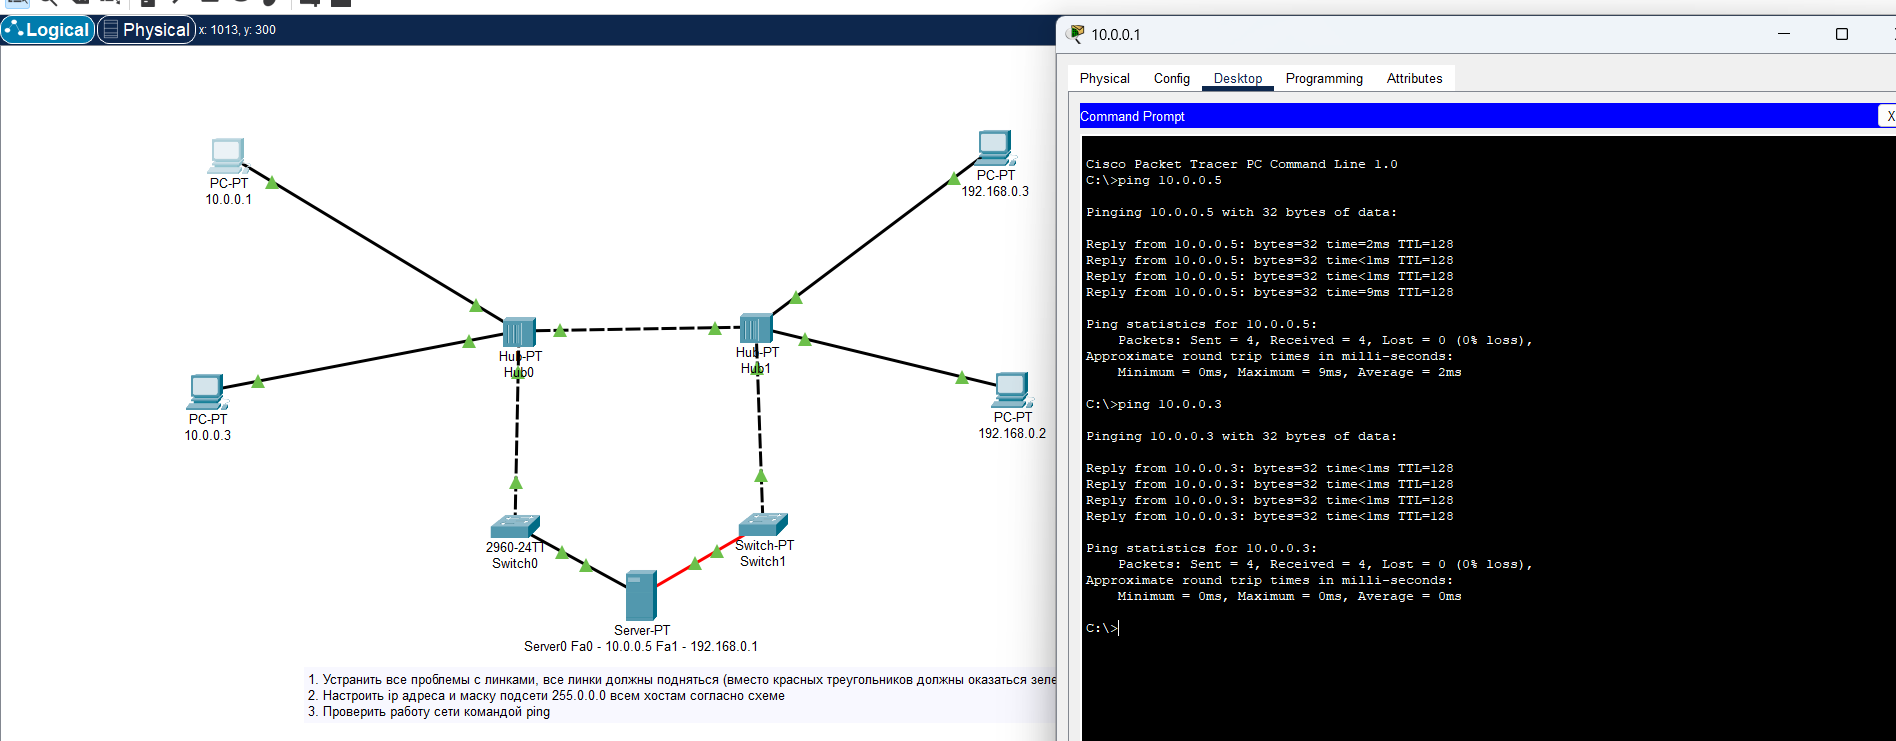 Logical
Physical
x: 1013, y: 300
PC-PT
10.0.0.1
PC-PT
192.168.0.3
Hub-PT
Hub0
Hub-PT
Hub1
PC-PT
10.0.0.3
PC-PT
192.168.0.2
2960-24TT
Switch0
Switch-PT
Switch1
Server-PT
Server0 Fa0 - 10.0.0.5 Fa1 - 192.168.0.1
1. Устранить все проблемы с линками, все линки должны подняться (вместо красных треугольников должны оказаться зеле
2. Настроить ip адреса и маску подсети 255.0.0.0 всем хостам согласно схеме
3. Проверить работу сети командой ping
10.0.0.1
Physical Config Desktop Programming Attributes
Command Prompt
X
Cisco Packet Tracer PC Command Line 1.0
C:\>ping 10.0.0.5
Pinging 10.0.0.5 with 32 bytes of data:
Reply from 10.0.0.5: bytes=32 time=2ms TTL=128
Reply from 10.0.0.5: bytes=32 time<1ms TTL=128
Reply from 10.0.0.5: bytes=32 time<1ms TTL=128
Reply from 10.0.0.5: bytes=32 time=9ms TTL=128
Ping statistics for 10.0.0.5:
Packets: Sent = 4, Received = 4, Lost = 0 (0% loss),
Approximate round trip times in milli-seconds:
Minimum = 0ms, Maximum = 9ms, Average = 2ms
C:\>ping 10.0.0.3
Pinging 10.0.0.3 with 32 bytes of data:
Reply from 10.0.0.3: bytes=32 time<1ms TTL=128
Reply from 10.0.0.3: bytes=32 time<1ms TTL=128
Reply from 10.0.0.3: bytes=32 time<1ms TTL=128
Reply from 10.0.0.3: bytes=32 time<1ms TTL=128
Ping statistics for 10.0.0.3:
Packets: Sent = 4, Received = 4, Lost = 0 (0% loss),
Approximate round trip times in milli-seconds:
Minimum = 0ms, Maximum = 0ms, Average = 0ms
C:\>